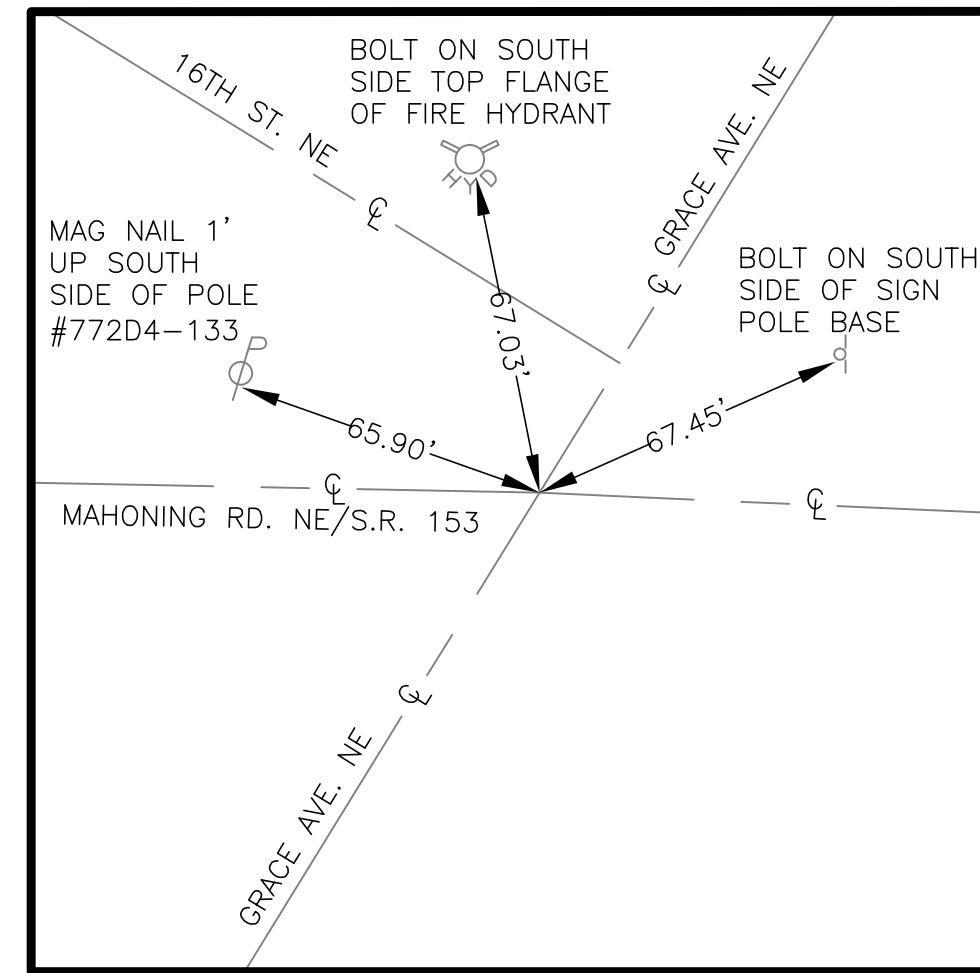 16TH ST. NE
BOLT ON SOUTH
SIDE TOP FLANGE
OF FIRE HYDRANT
HYD
GRACE AVE. NE
℄
℄
MAG NAIL 1'
UP SOUTH
SIDE OF POLE
#772D4-133
P
BOLT ON SOUTH
SIDE OF SIGN
POLE BASE
67.03'
65.90'
67.45'
℄
℄
MAHONING RD. NE/S.R. 153
℄
GRACE AVE. NE